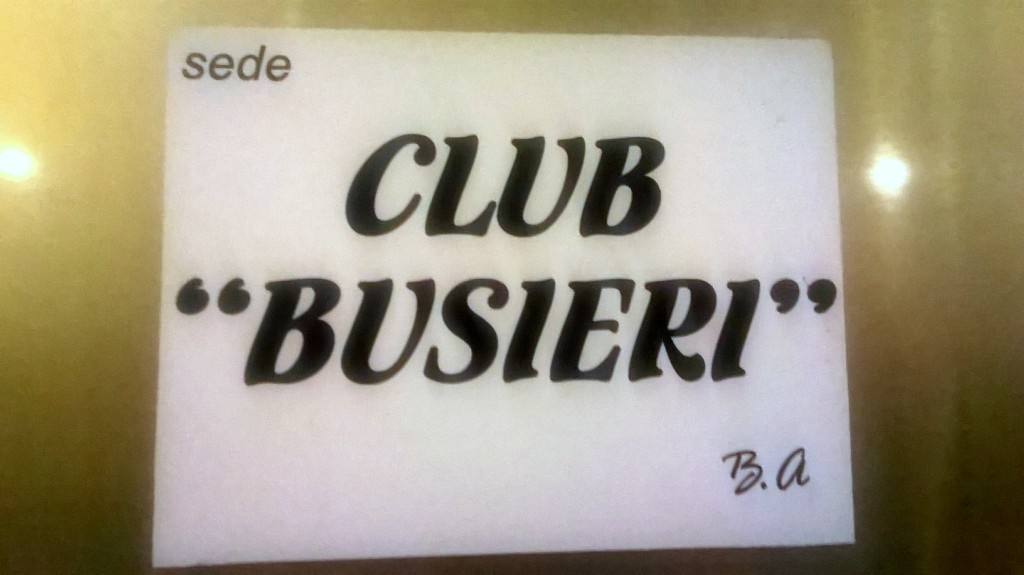 sede
CLUB
“BUSIERI”
B. A